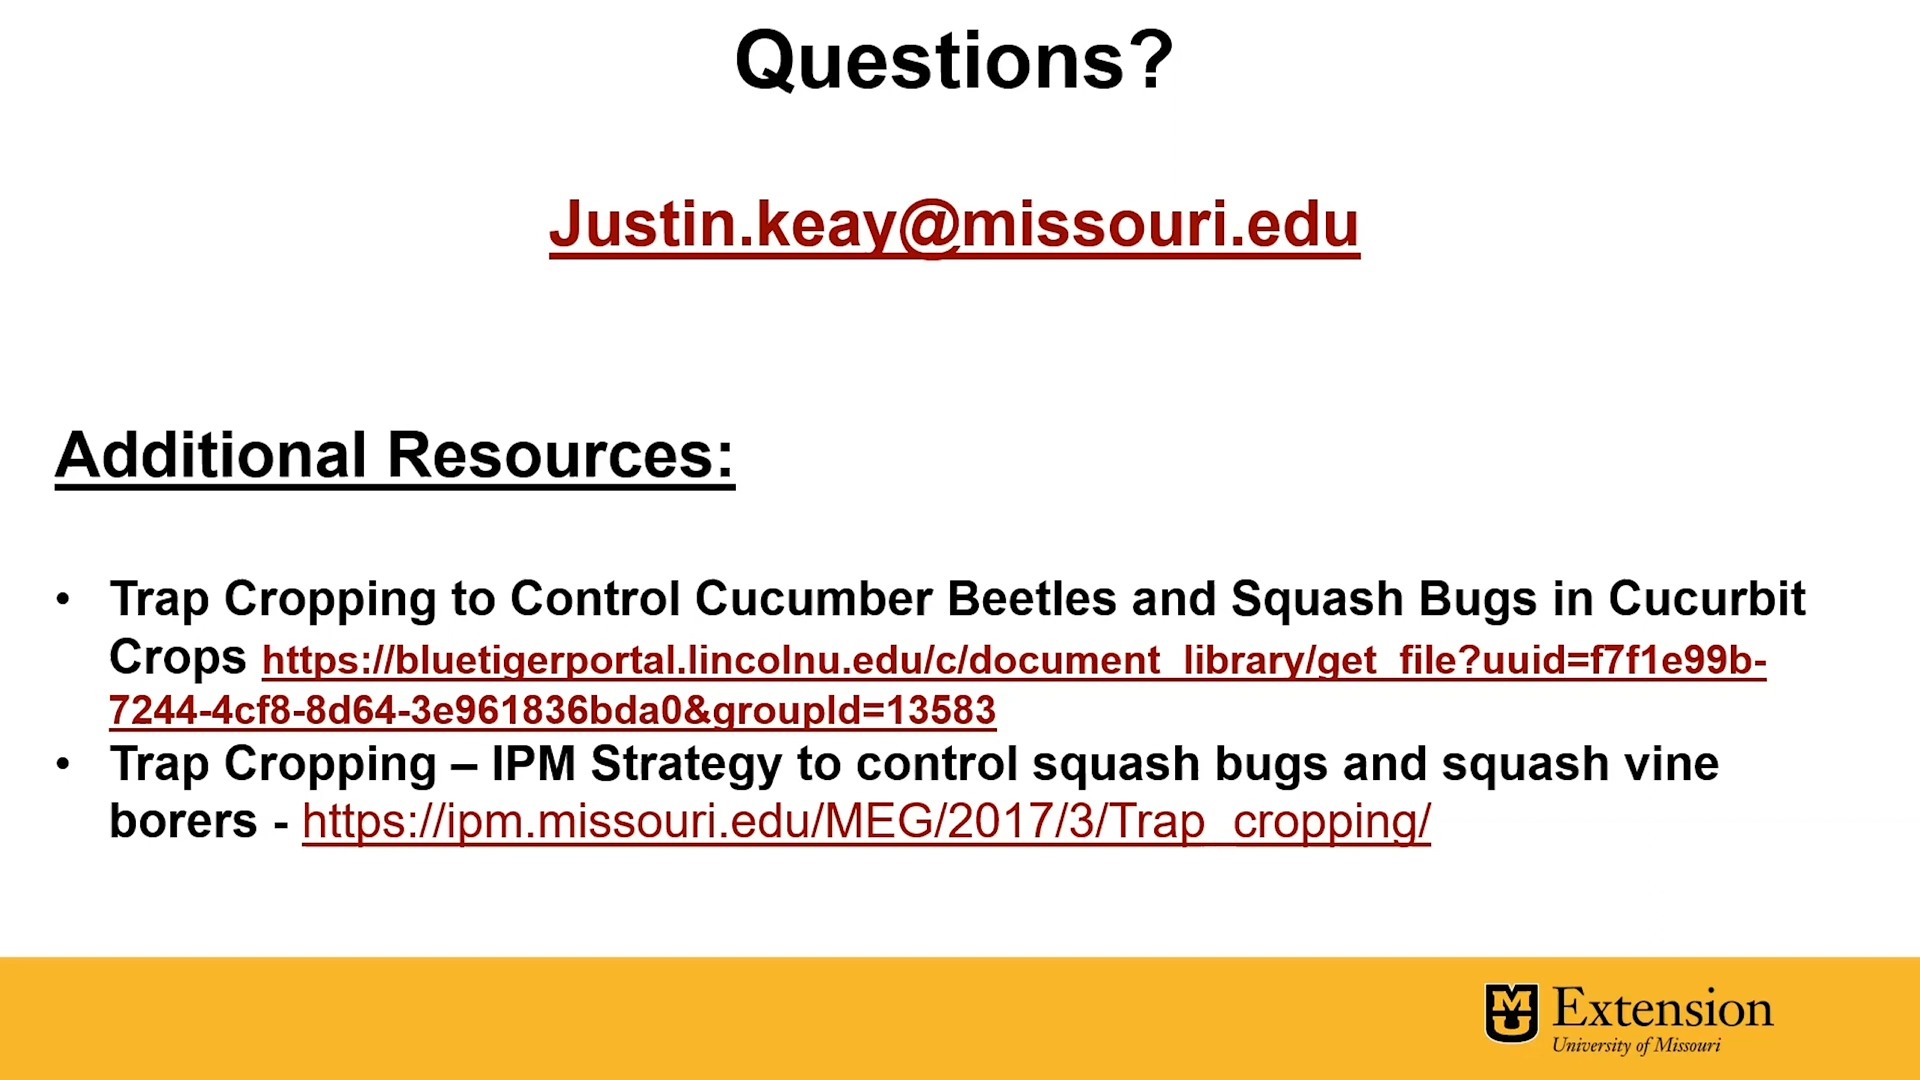 Questions?
Justin.keay@missouri.edu
Additional Resources:
• Trap Cropping to Control Cucumber Beetles and Squash Bugs in Cucurbit
Crops https://bluetigerportal.lincolnu.edu/c/document_library/get_file?uuid=f7f1e99b-
7244-4cf8-8d64-3e961836bda0&groupId=13583
• Trap Cropping – IPM Strategy to control squash bugs and squash vine
borers - https://ipm.missouri.edu/MEG/2017/3/Trap_cropping/
MU Extension
University of Missouri